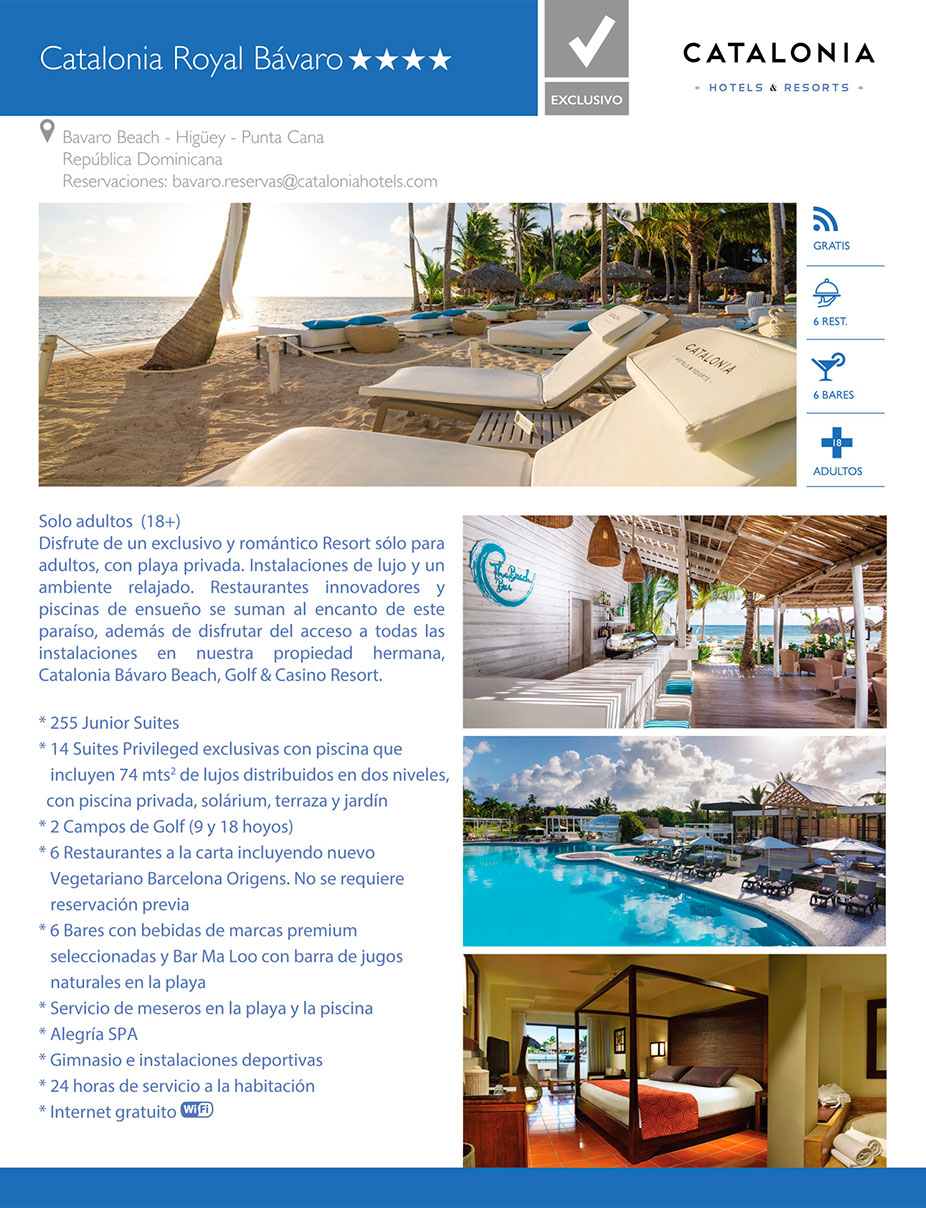 Catalonia Royal Bávaro ★★★★
EXCLUSIVO
CATALONIA
- HOTELS & RESORTS -
Bavaro Beach - Higüey - Punta Cana
República Dominicana
Reservaciones: bavaro.reservas@cataloniahotels.com
GRATIS
6 REST.
6 BARES
18
ADULTOS
CATALONIA
HOTELS & RESORTS
Solo adultos (18+)
Disfrute de un exclusivo y romántico Resort sólo para
adultos, con playa privada. Instalaciones de lujo y un
ambiente relajado. Restaurantes innovadores y
piscinas de ensueño se suman al encanto de este
paraíso, además de disfrutar del acceso a todas las
instalaciones en nuestra propiedad hermana,
Catalonia Bávaro Beach, Golf & Casino Resort.
* 255 Junior Suites
* 14 Suites Privileged exclusivas con piscina que
incluyen 74 mts² de lujos distribuidos en dos niveles,
con piscina privada, solárium, terraza y jardín
* 2 Campos de Golf (9 y 18 hoyos)
* 6 Restaurantes a la carta incluyendo nuevo
Vegetariano Barcelona Origens. No se requiere
reservación previa
* 6 Bares con bebidas de marcas premium
seleccionadas y Bar Ma Loo con barra de jugos
naturales en la playa
* Servicio de meseros en la playa y la piscina
* Alegría SPA
* Gimnasio e instalaciones deportivas
* 24 horas de servicio a la habitación
* Internet gratuito WiFi
The Beach
Bar